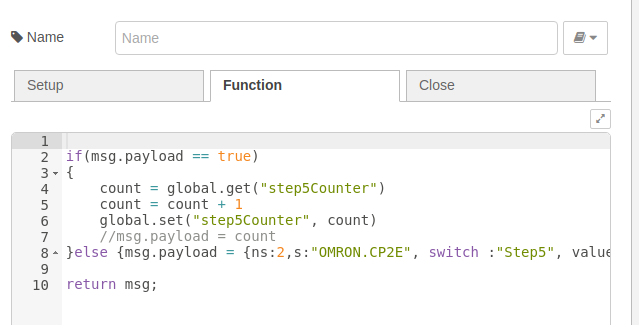 Name
Name
Setup
Function
Close
1
2 if(msg.payload == true)
3 {
4     count = global.get("step5Counter")
5     count = count + 1
6     global.set("step5Counter", count)
7     //msg.payload = count
8 }else {msg.payload = {ns:2,s:"OMRON.CP2E", switch :"Step5", value
9
10 return msg;